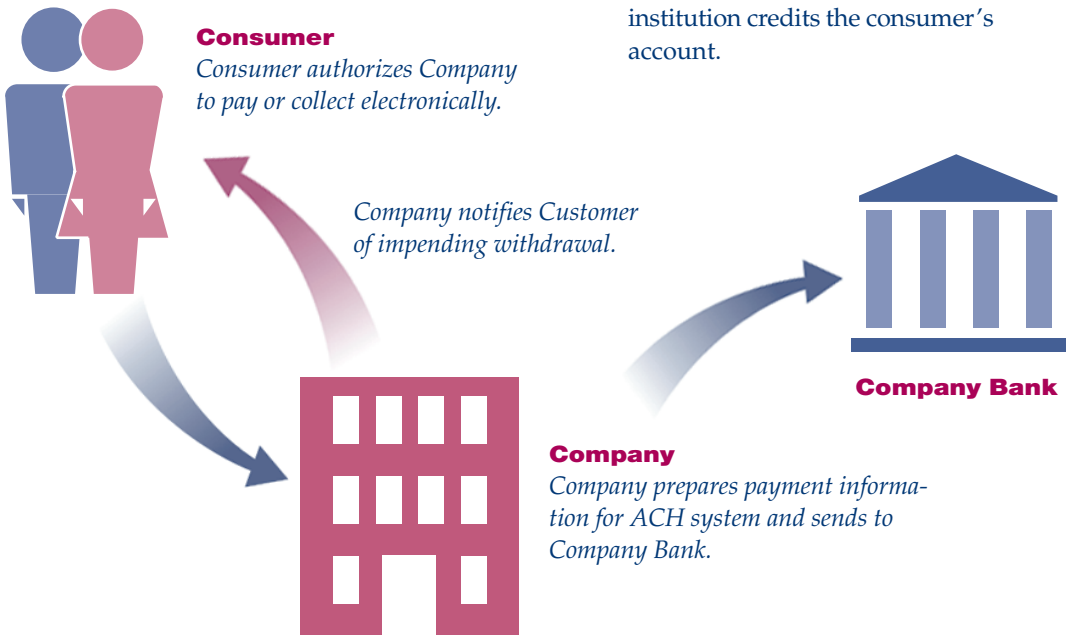 institution credits the consumer’s
account.
Consumer
Consumer authorizes Company
to pay or collect electronically.
Company notifies Customer
of impending withdrawal.
Company Bank
Company
Company prepares payment informa-
tion for ACH system and sends to
Company Bank.